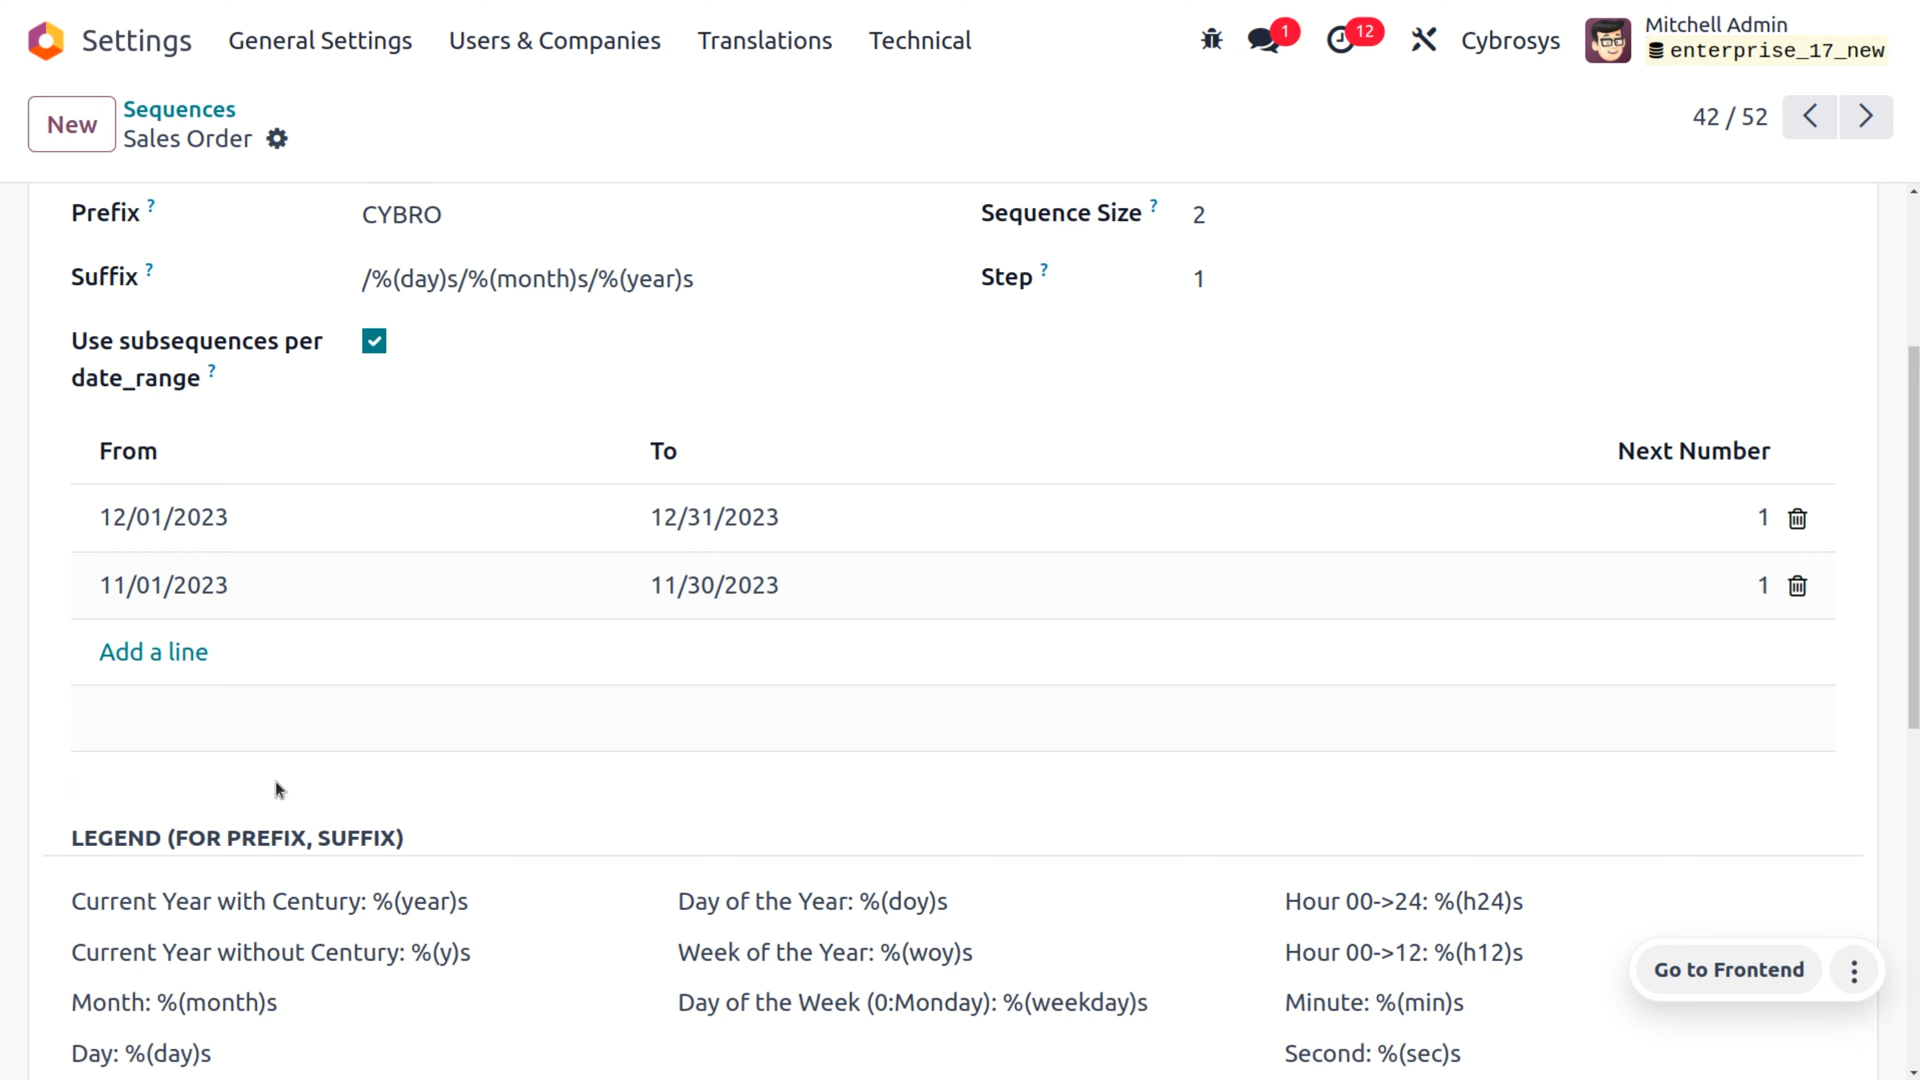 Settings General Settings Users & Companies Translations Technical 1 12 Cybrosys Mitchell Admin
enterprise_17_new
New Sequences
Sales Order
42 / 52
Prefix ? CYBRO Sequence Size ? 2
Suffix ? /%(day)s/%(month)s/%(year)s Step ? 1
Use subsequences per
date_range ?
From To Next Number
12/01/2023 12/31/2023 1
11/01/2023 11/30/2023 1
Add a line
LEGEND (FOR PREFIX, SUFFIX)
Current Year with Century: %(year)s Day of the Year: %(doy)s Hour 00->24: %(h24)s
Current Year without Century: %(y)s Week of the Year: %(woy)s Hour 00->12: %(h12)s
Go to Frontend
Month: %(month)s Day of the Week (0:Monday): %(weekday)s Minute: %(min)s
Day: %(day)s Second: %(sec)s